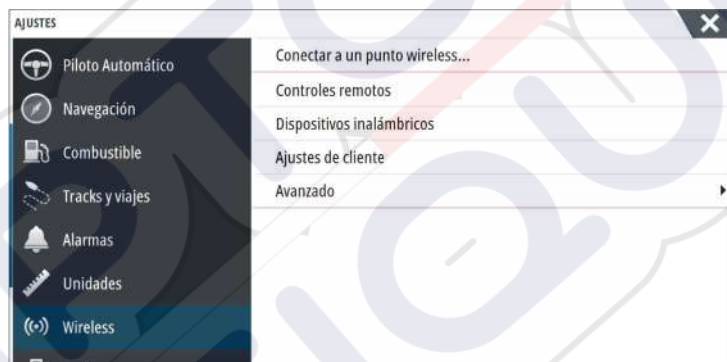 AJUSTES
Piloto Automático
Navegación
Combustible
Tracks y viajes
Alarmas
Unidades
Wireless
Conectar a un punto wireless...
Controles remotos
Dispositivos inalámbricos
Ajustes de cliente
Avanzado